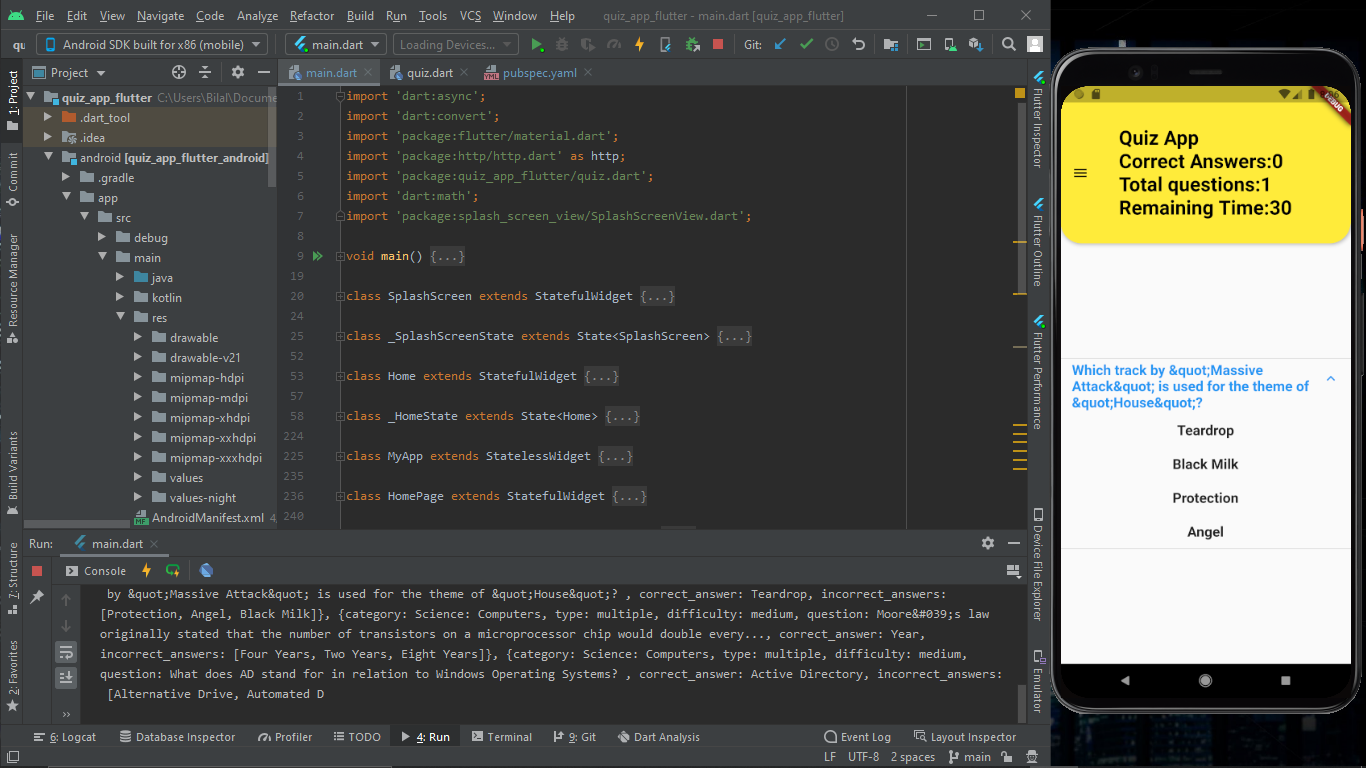 File Edit View Navigate Code Analyze Refactor Build Run Tools VCS Window Help quiz_app_flutter - main.dart [quiz_app_flutter]
qu Android SDK built for x86 (mobile) main.dart Loading Devices... Git:
Project main.dart quiz.dart pubspec.yaml
quiz_app_flutter C:\Users\Bilal\Docume
.dart_tool
.idea
android [quiz_app_flutter_android]
.gradle
app
src
debug
main
java
kotlin
res
drawable
drawable-v21
mipmap-hdpi
mipmap-mdpi
mipmap-xhdpi
mipmap-xxhdpi
mipmap-xxxhdpi
values
values-night
AndroidManifest.xml 4
1: Project
Commit
Resource Manager
Build Variants
7: Structure
2: Favorites
1 import 'dart:async';
2 import 'dart:convert';
3 import 'package:flutter/material.dart';
4 import 'package:http/http.dart' as http;
5 import 'package:quiz_app_flutter/quiz.dart';
6 import 'dart:math';
7 import 'package:splash_screen_view/SplashScreenView.dart';
8
9 void main() {...}
19
20 class SplashScreen extends StatefulWidget {...}
24
25 class _SplashScreenState extends State<SplashScreen> {...}
52
53 class Home extends StatefulWidget {...}
57
58 class _HomeState extends State<Home> {...}
224
225 class MyApp extends StatelessWidget {...}
235
236 class HomePage extends StatefulWidget {...}
240
Flutter Inspector
Flutter Outline
Flutter Performance
Device File Explorer
Emulator
Run: main.dart
Console
by &quot;Massive Attack&quot; is used for the theme of &quot;House&quot;? , correct_answer: Teardrop, incorrect_answers:
[Protection, Angel, Black Milk]}, {category: Science: Computers, type: multiple, difficulty: medium, question: Moore&#039;s law
originally stated that the number of transistors on a microprocessor chip would double every..., correct_answer: Year,
incorrect_answers: [Four Years, Two Years, Eight Years]}, {category: Science: Computers, type: multiple, difficulty: medium,
question: What does AD stand for in relation to Windows Operating Systems? , correct_answer: Active Directory, incorrect_answers:
[Alternative Drive, Automated D
6: Logcat Database Inspector Profiler TODO 4: Run Terminal 9: Git Dart Analysis Event Log Layout Inspector
LF UTF-8 2 spaces main
DEBUG
Quiz App
Correct Answers:0
Total questions:1
Remaining Time:30
Which track by &quot;Massive
Attack&quot; is used for the theme of
&quot;House&quot;?
Teardrop
Black Milk
Protection
Angel